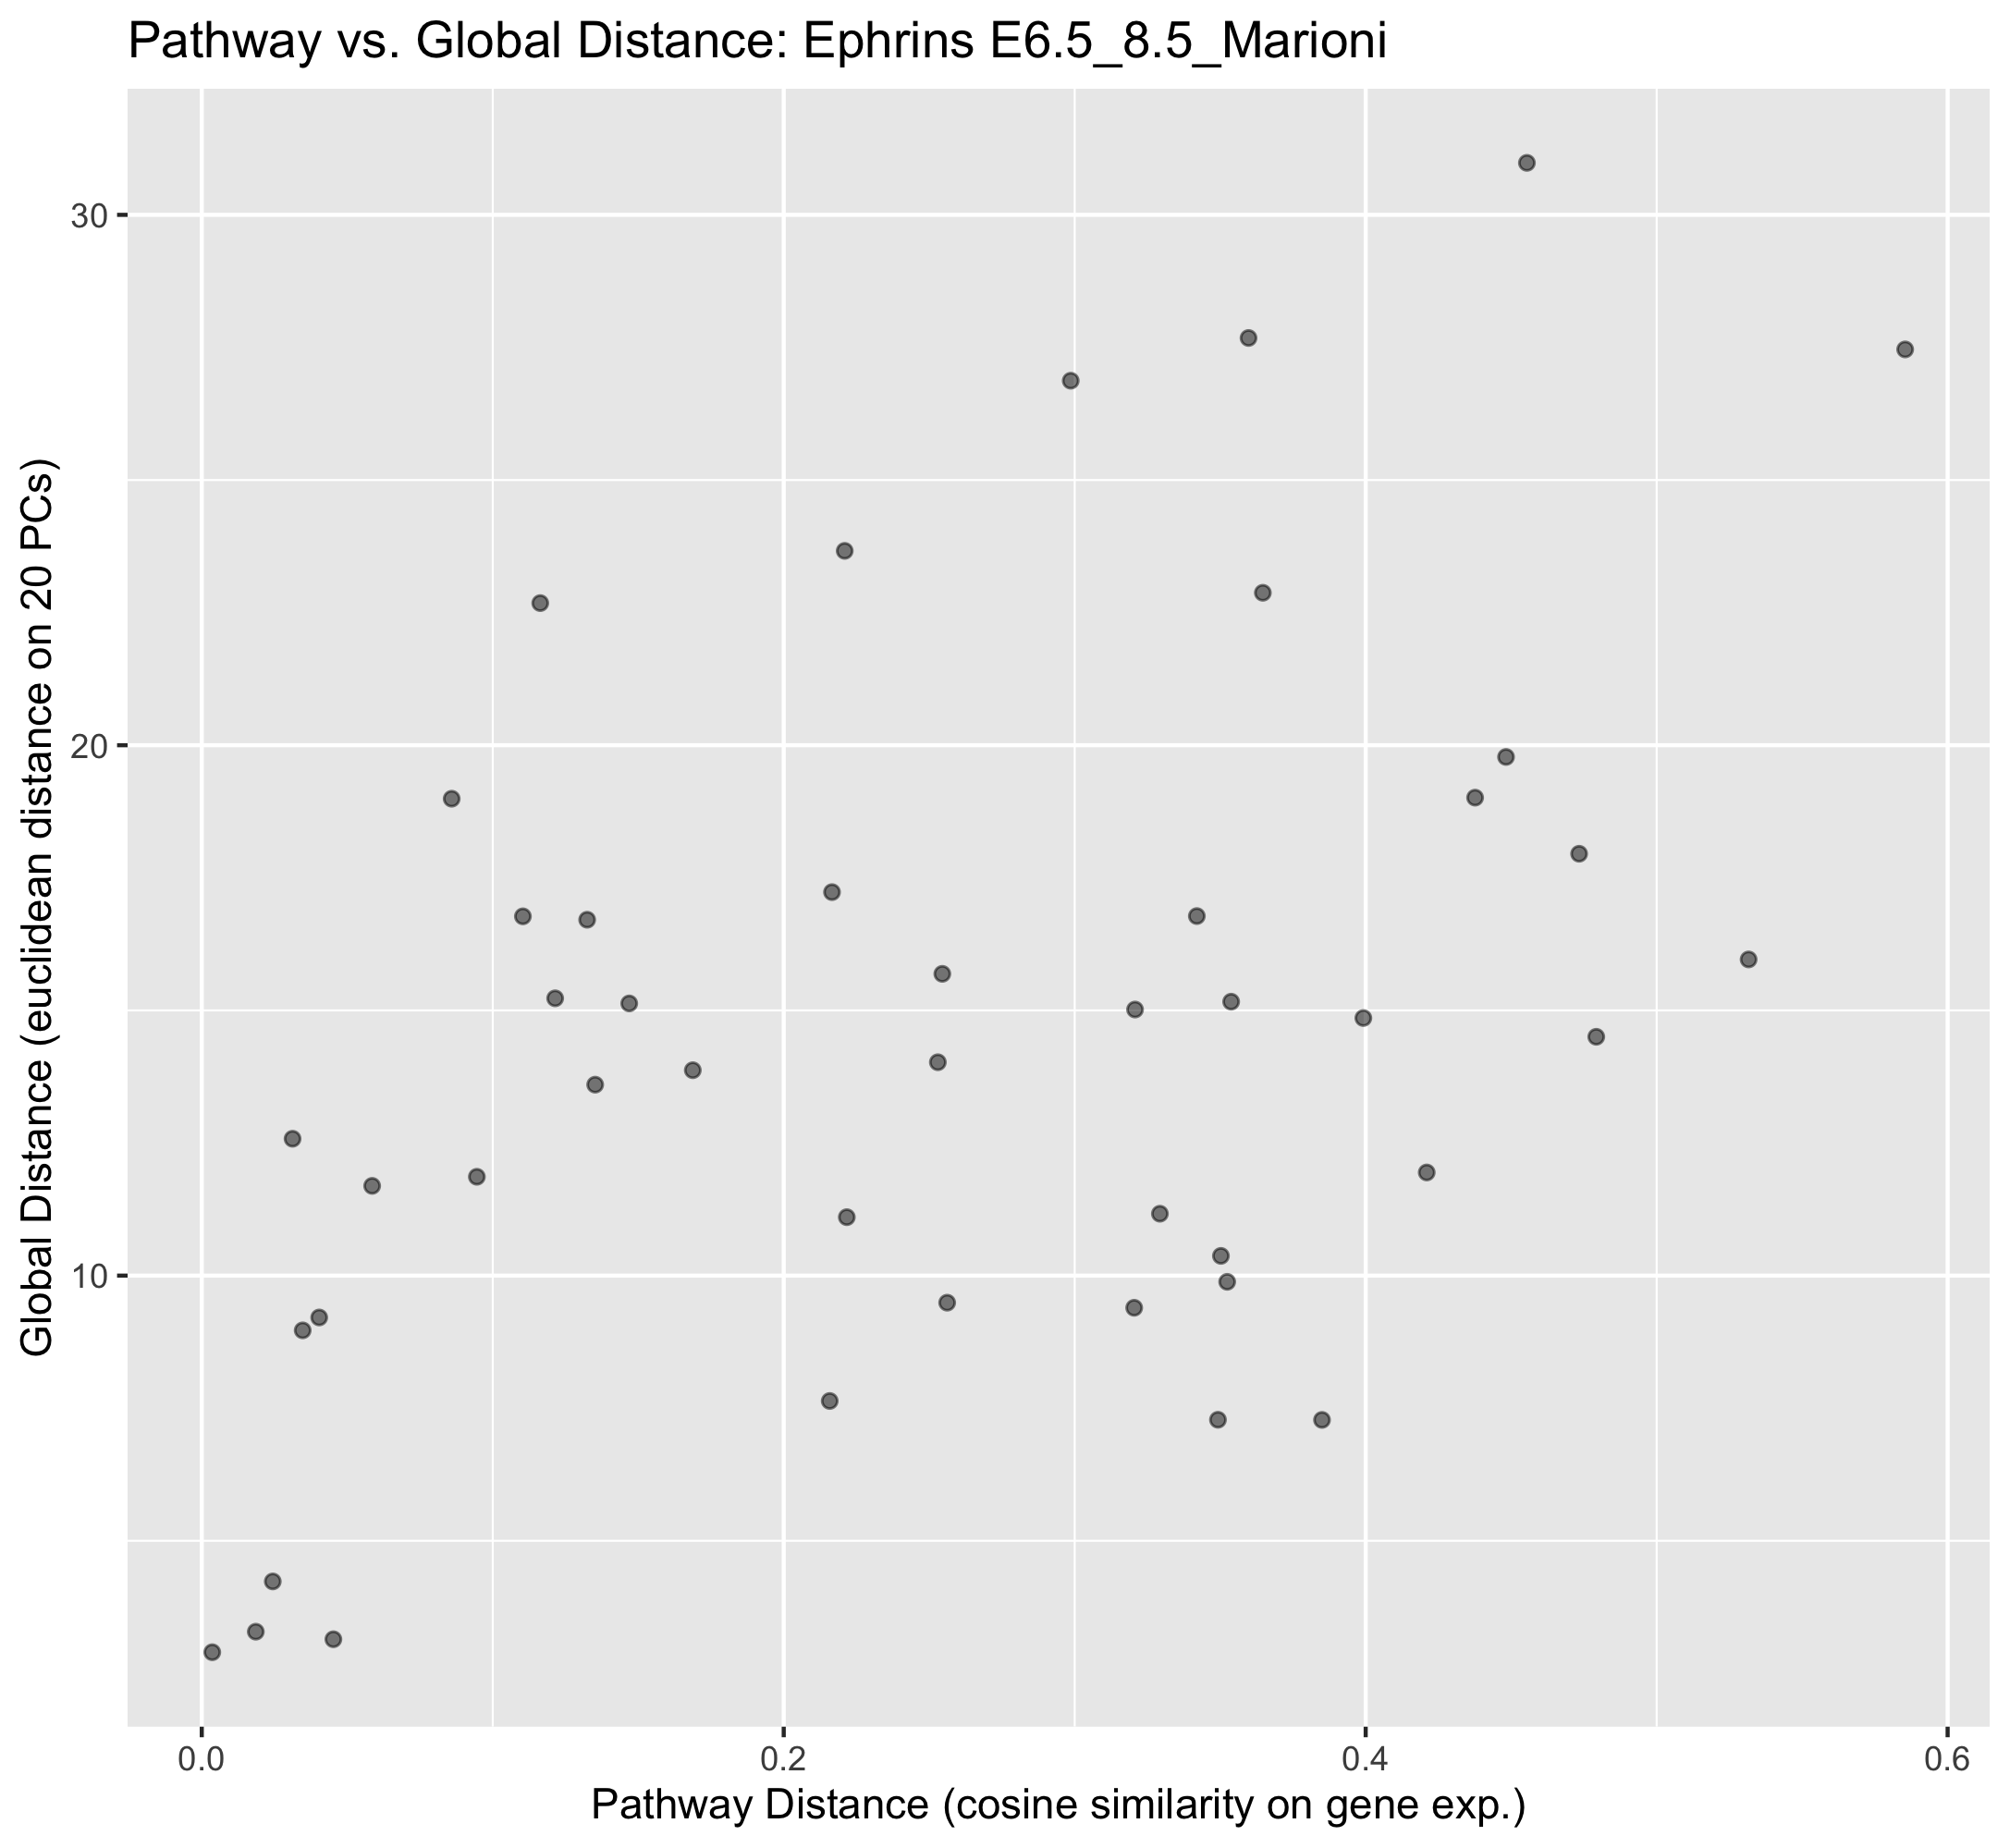 Pathway vs. Global Distance: Ephrins E6.5_8.5_Marioni
Global Distance (euclidean distance on 20 PCs)
30
20
10
0.0
0.2
0.4
0.6
Pathway Distance (cosine similarity on gene exp.)